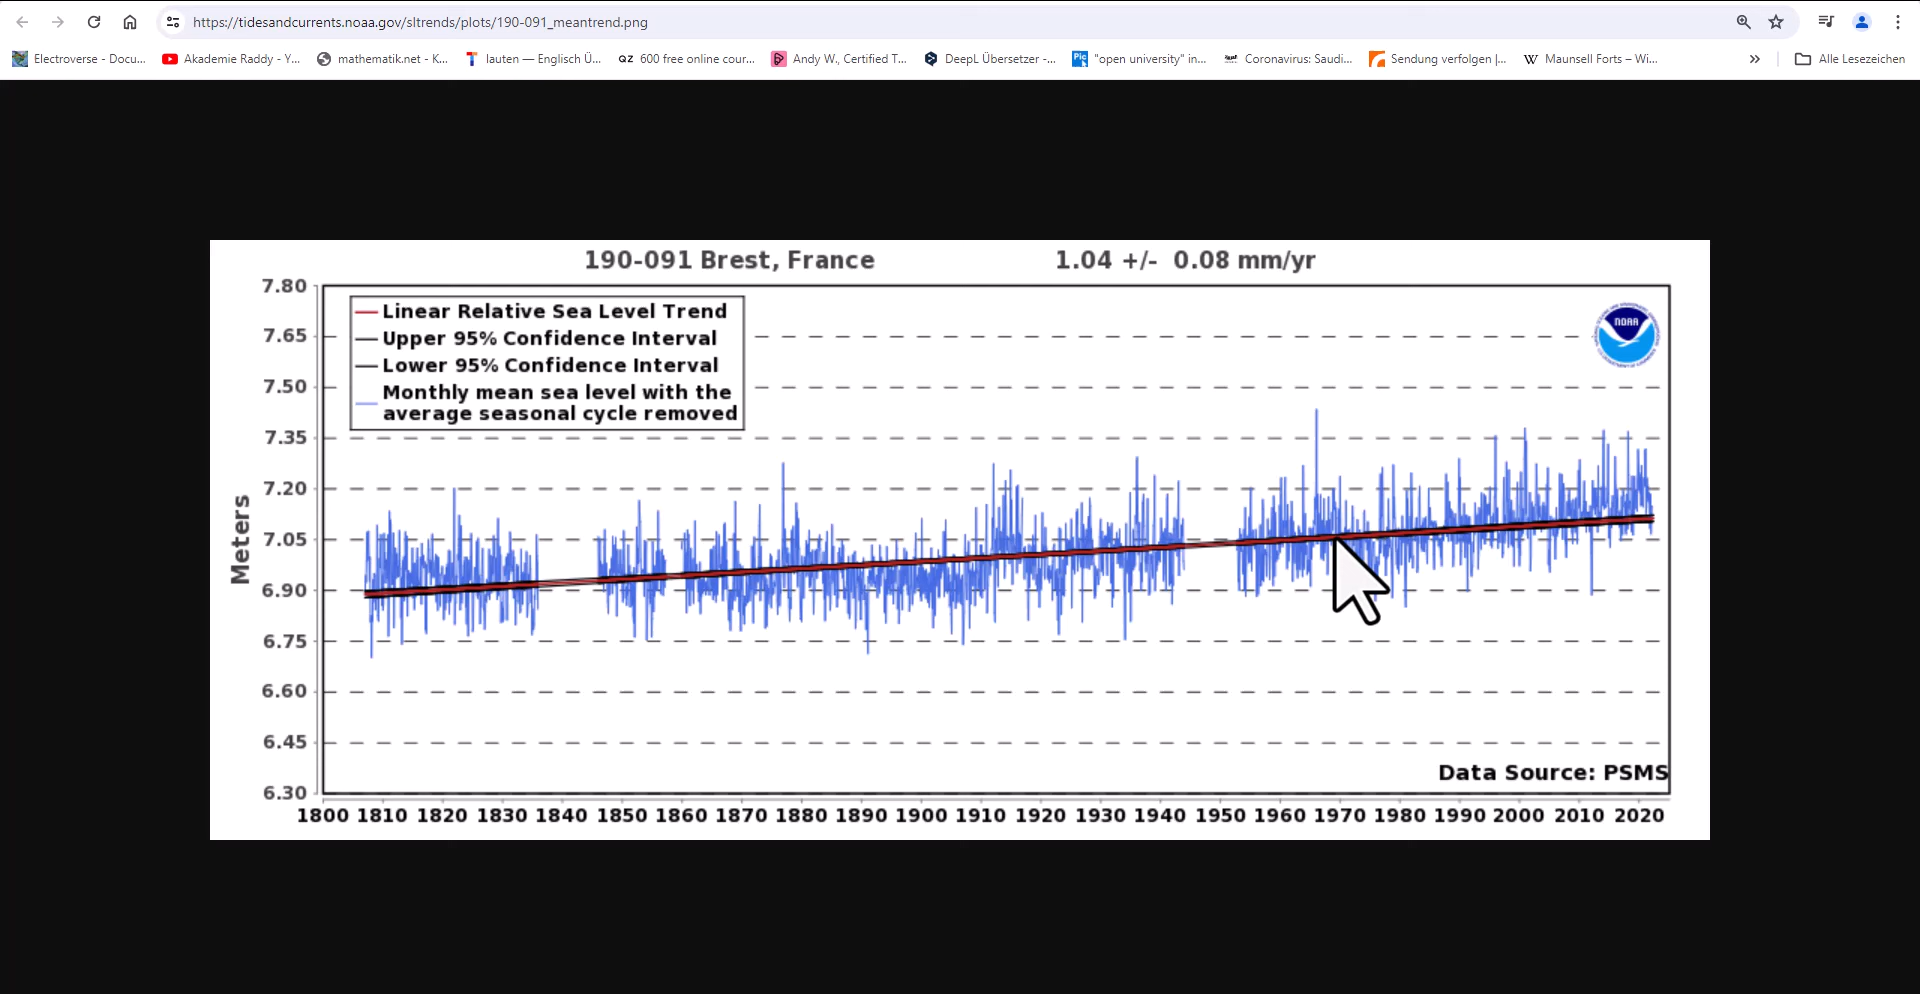 https://tidesandcurrents.noaa.gov/sltrends/plots/190-091_meantrend.png
Electroverse - Docu... Akademie Raddy - Y... mathematik.net - K... lauten — Englisch Ü... QZ 600 free online cour... Andy W., Certified T... DeepL Übersetzer -... "open university" in... Coronavirus: Saudi... Sendung verfolgen |... W Maunsell Forts – Wi... » Alle Lesezeichen
190-091 Brest, France 1.04 +/- 0.08 mm/yr
Linear Relative Sea Level Trend
Upper 95% Confidence Interval
Lower 95% Confidence Interval
Monthly mean sea level with the
average seasonal cycle removed
NOAA
Meters
7.80
7.65
7.50
7.35
7.20
7.05
6.90
6.75
6.60
6.45
6.30
Data Source: PSMS
1800 1810 1820 1830 1840 1850 1860 1870 1880 1890 1900 1910 1920 1930 1940 1950 1960 1970 1980 1990 2000 2010 2020